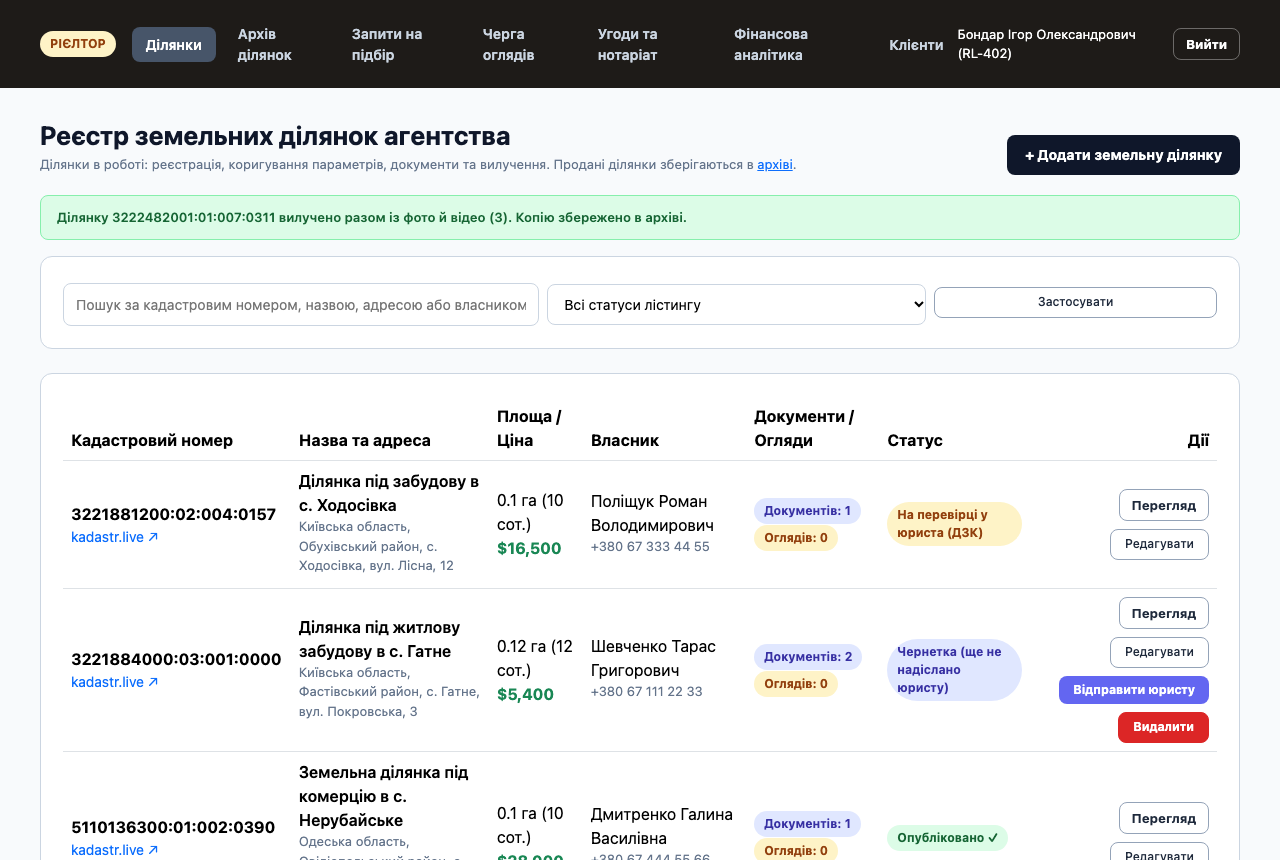 РІЄЛТОР
Ділянки
Архів
ділянок
Запити на
підбір
Черга
оглядів
Угоди та
нотаріат
Фінансова
аналітика
Клієнти
Бондар Ігор Олександрович
(RL-402)
Вийти
Реєстр земельних ділянок агентства
Ділянки в роботі: реєстрація, коригування параметрів, документи та вилучення. Продані ділянки зберігаються в архіві.
+ Додати земельну ділянку
Ділянку 3222482001:01:007:0311 вилучено разом із фото й відео (3). Копію збережено в архіві.
Пошук за кадастровим номером, назвою, адресою або власником
Всі статуси лістингу
Застосувати
Кадастровий номер
Назва та адреса
Площа /
Ціна
Власник
Документи /
Огляди
Статус
Дії
3221881200:02:004:0157
kadastr.live ↗
Ділянка під забудову в
с. Ходосівка
Київська область,
Обухівський район, с.
Ходосівка, вул. Лісна, 12
0.1 га (10
сот.)
$16,500
Поліщук Роман
Володимирович
+380 67 333 44 55
Документів: 1
Оглядів: 0
На перевірці у
юриста (ДЗК)
Перегляд
Редагувати
3221884000:03:001:0000
kadastr.live ↗
Ділянка під житлову
забудову в с. Гатне
Київська область,
Фастівський район, с. Гатне,
вул. Покровська, 3
0.12 га (12
сот.)
$5,400
Шевченко Тарас
Григорович
+380 67 111 22 33
Документів: 2
Оглядів: 0
Чернетка (ще не
надіслано
юристу)
Перегляд
Редагувати
Відправити юристу
Видалити
5110136300:01:002:0390
kadastr.live ↗
Земельна ділянка під
комерцію в с.
Нерубайське
Одеська область,
0.1 га (10
сот.)
Дмитренко Галина
Василівна
+380 67 444 55 66
Документів: 1
Оглядів: 0
Опубліковано ✓
Перегляд
Редагувати